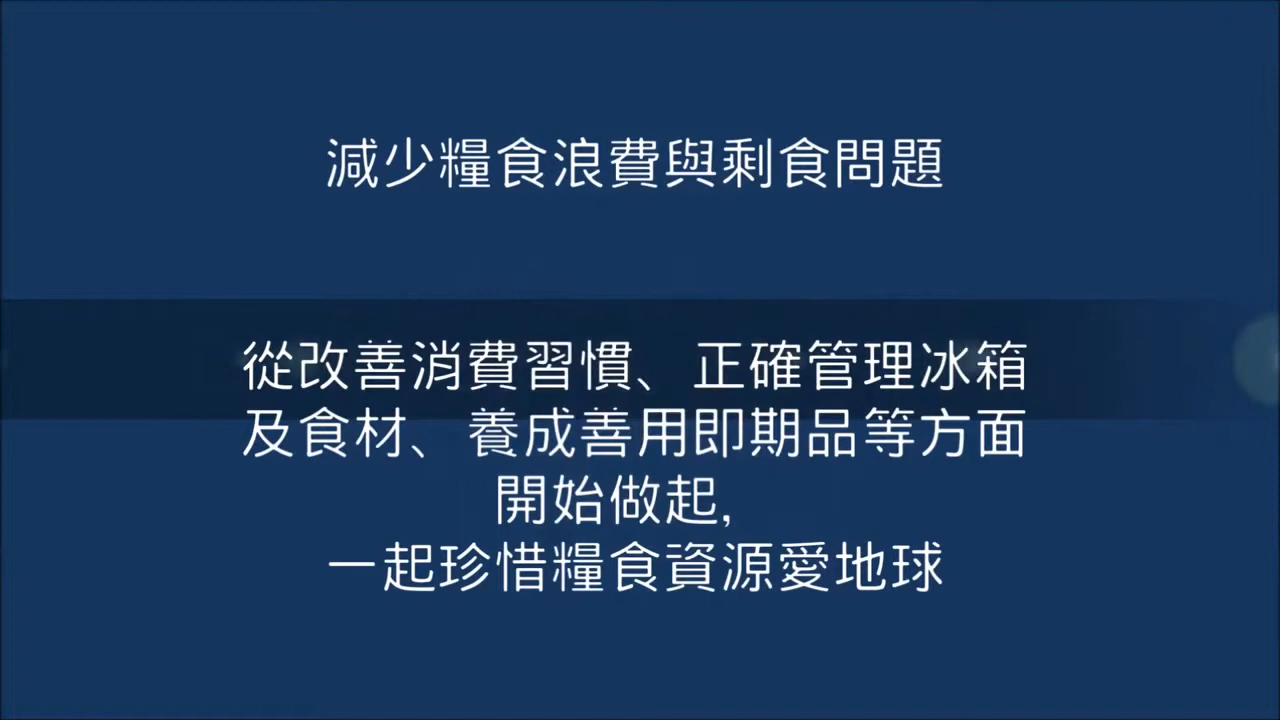 減少糧食浪費與剩食問題
從改善消費習慣、正確管理冰箱
及食材、養成善用即期品等方面
開始做起,
一起珍惜糧食資源愛地球